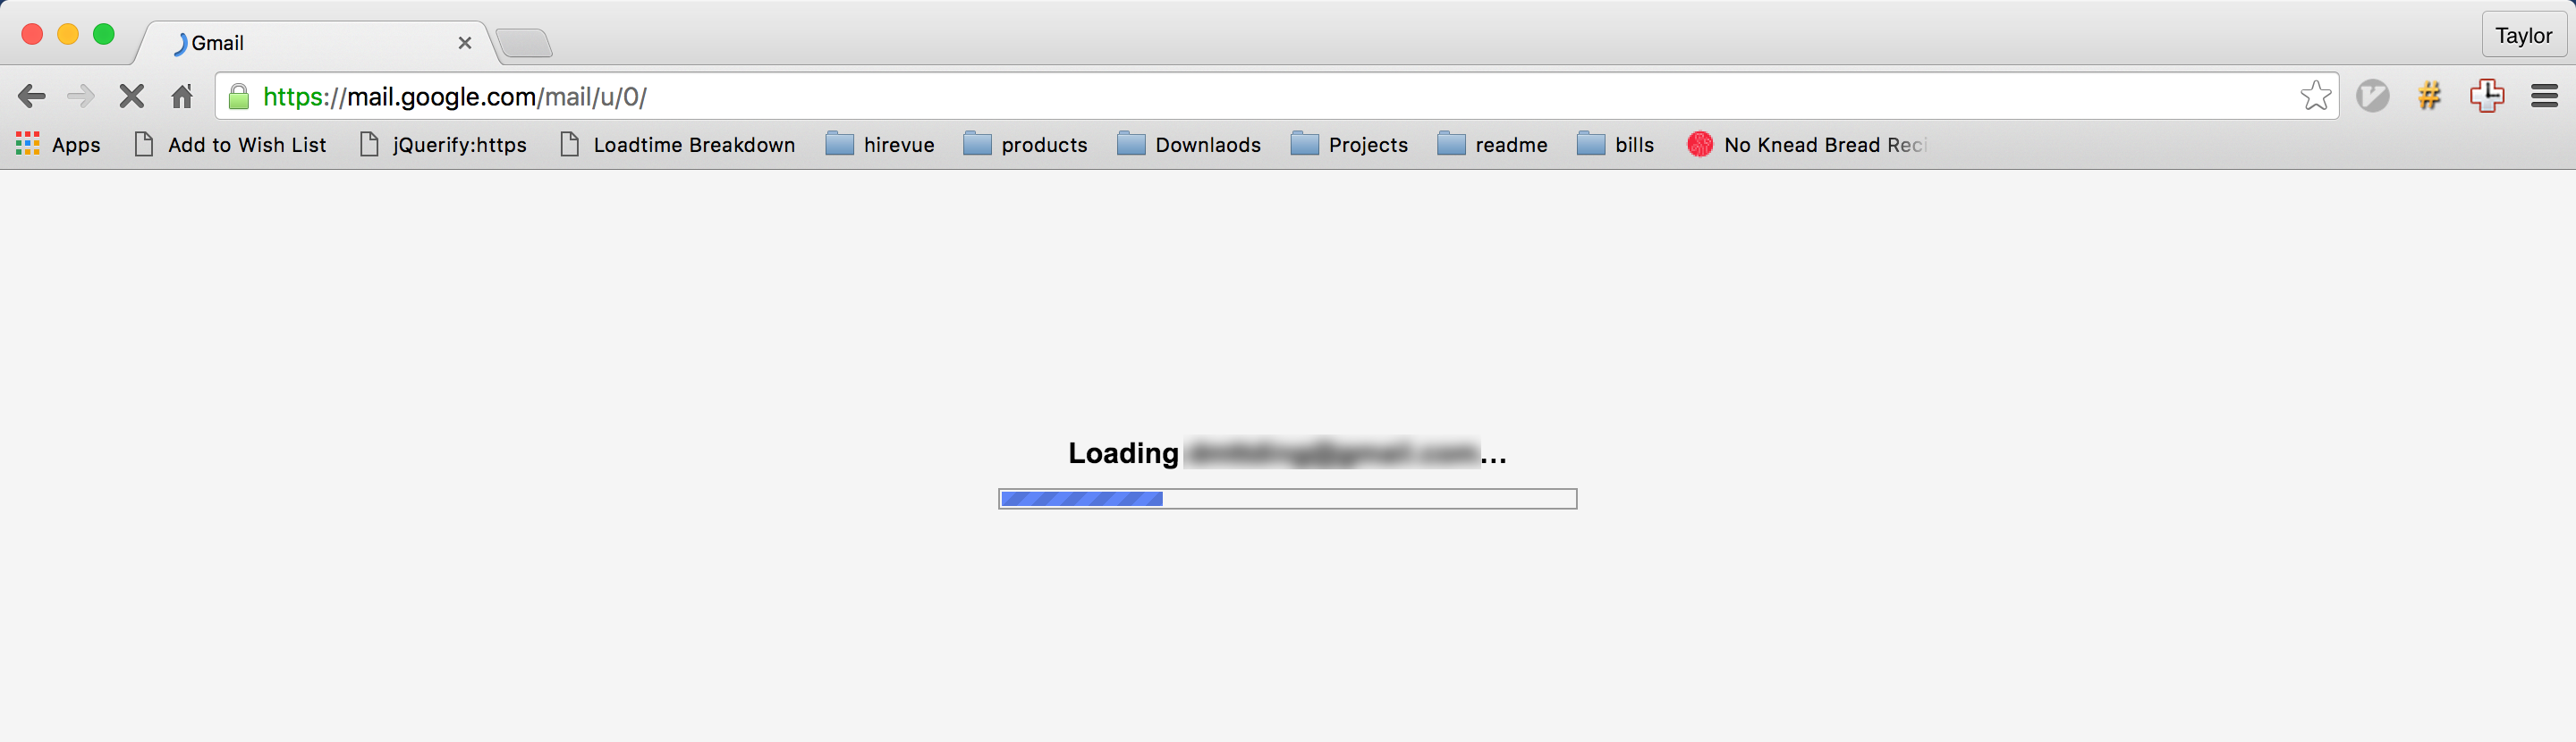 Gmail
Taylor
https://mail.google.com/mail/u/0/
Apps Add to Wish List jQuerify:https Loadtime Breakdown hirevue products Downlaods Projects readme bills No Knead Bread Reci
Loading ...